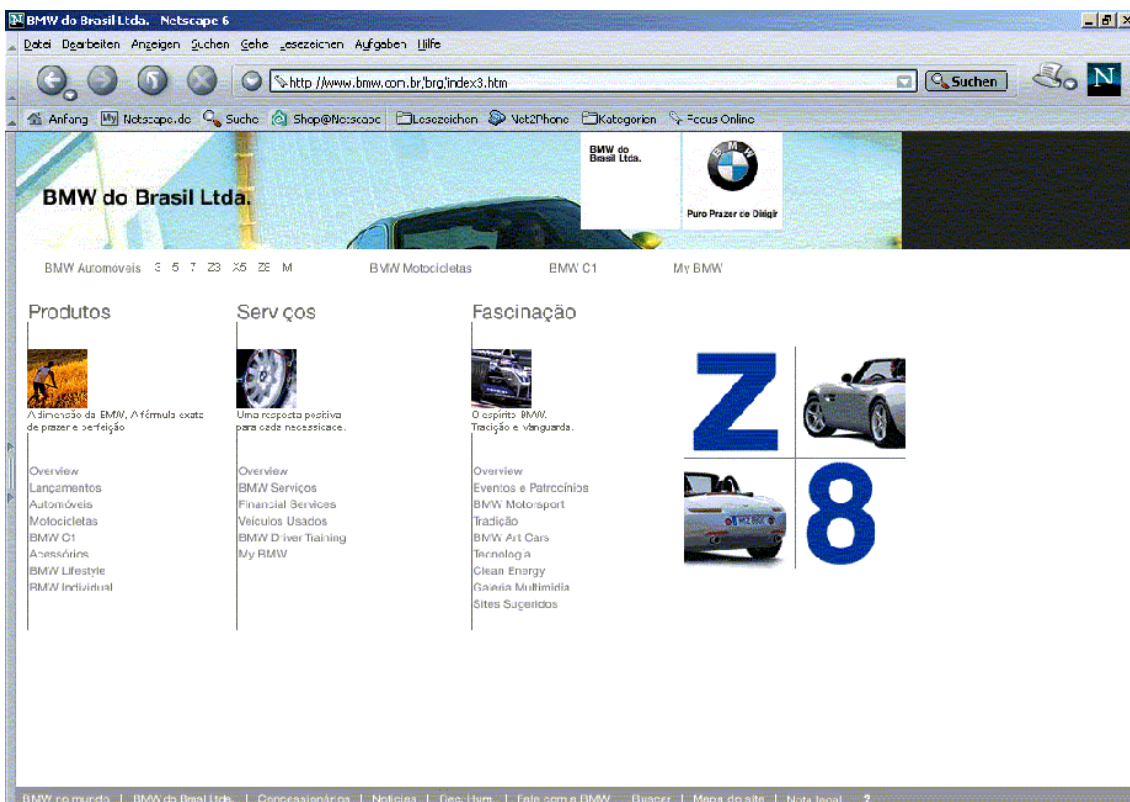 BMW do Brasil Ltda. Netscape 6
Datei Bearbeiten Anzeigen Suchen Gehe Lesezeichen Aufgaben Hilfe
http://www.bmw.com.br/brg/index3.htm Suchen N
Anfang My Netscape.de Suche Shop@Netscape Lesezeichen Net2Phone Kategorien Focus Online
BMW do
Brasil Ltda.
BMW
BMW do Brasil Ltda.
Puro Prazer de Dirigir
BMW Automóveis 3 5 7 Z3 X5 Z8 M BMW Motocicletas BMW C1 My BMW
Produtos Serviços Fascinação
A dimensão da BMW, A fórmula exata
de prazer e perfeição
Uma resposta positiva
para cada necessidade.
O espírito BMW.
Tradição e Vanguarda.
Overview
Lançamentos
Automóveis
Motocicletas
BMW C1
Acessórios
BMW Lifestyle
BMW Individual
Overview
BMW Serviços
Financial Services
Veículos Usados
BMW Driver Training
My BMW
Overview
Eventos e Patrocínios
BMW Motorsport
Tradição
BMW Art Cars
Tecnologia
Clean Energy
Galeria Multimídia
Sites Sugeridos
Z
8
BMW no mundo | BMW do Brasil Ltda. | Concessionários | Notícias | Rec. Hum. | Fale com a BMW Buscar | Mapa do site | Nota legal ?